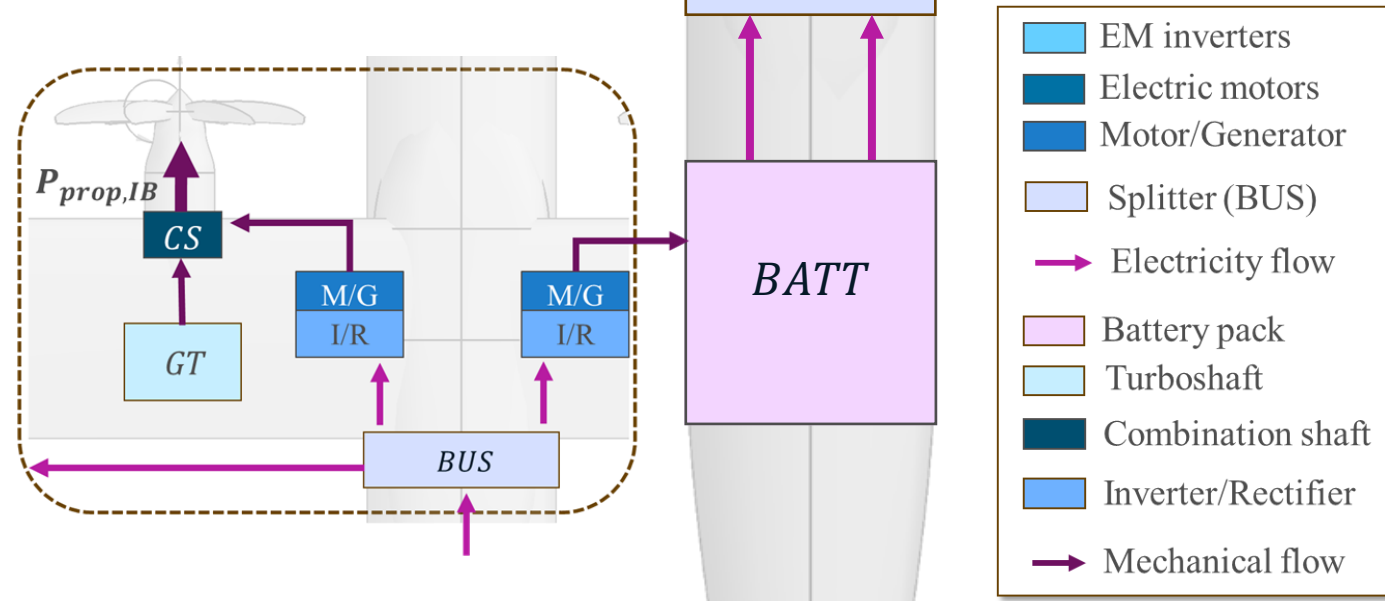 P_prop,IB
CS
GT
M/G
I/R
M/G
I/R
BUS
BATT
EM inverters
Electric motors
Motor/Generator
Splitter (BUS)
Electricity flow
Battery pack
Turboshaft
Combination shaft
Inverter/Rectifier
Mechanical flow